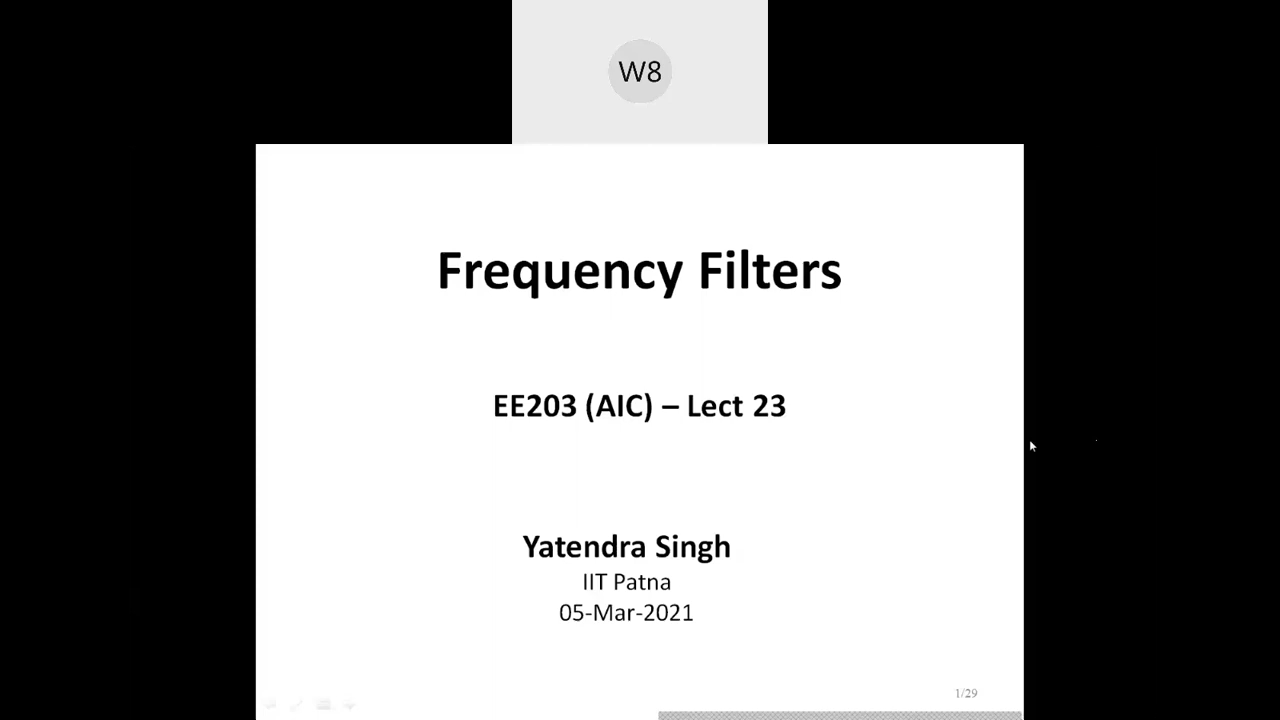 W8
Frequency Filters
EE203 (AIC) – Lect 23
Yatendra Singh
IIT Patna
05-Mar-2021
1/29